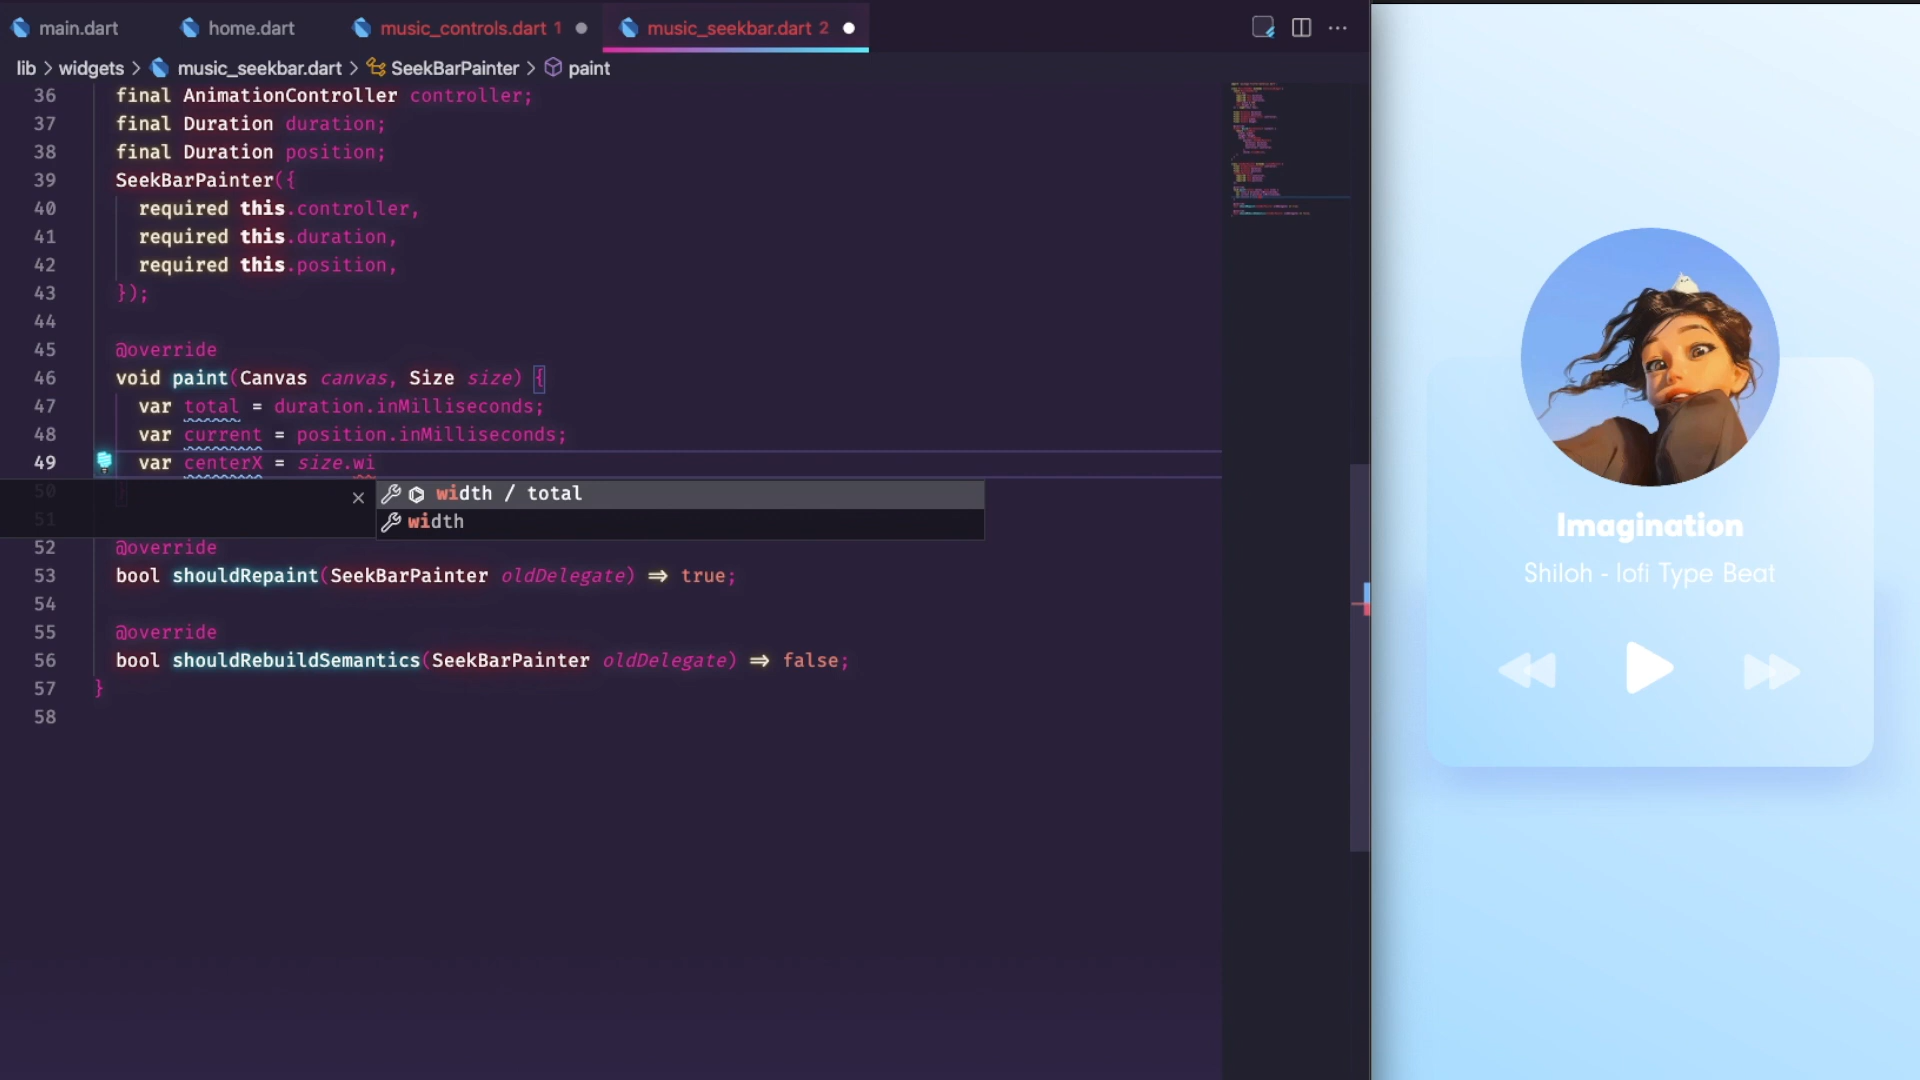 main.dart
home.dart
music_controls.dart 1
music_seekbar.dart 2
lib > widgets > music_seekbar.dart > SeekBarPainter > paint
36 final AnimationController controller;
37 final Duration duration;
38 final Duration position;
39 SeekBarPainter({
40 required this.controller,
41 required this.duration,
42 required this.position,
43 });
44
45 @override
46 void paint(Canvas canvas, Size size) {
47 var total = duration.inMilliseconds;
48 var current = position.inMilliseconds;
49 var centerX = size.wi
width / total
width
50 }
51
52 @override
53 bool shouldRepaint(SeekBarPainter oldDelegate) => true;
54
55 @override
56 bool shouldRebuildSemantics(SeekBarPainter oldDelegate) => false;
57 }
58
Imagination
Shiloh - lofi Type Beat